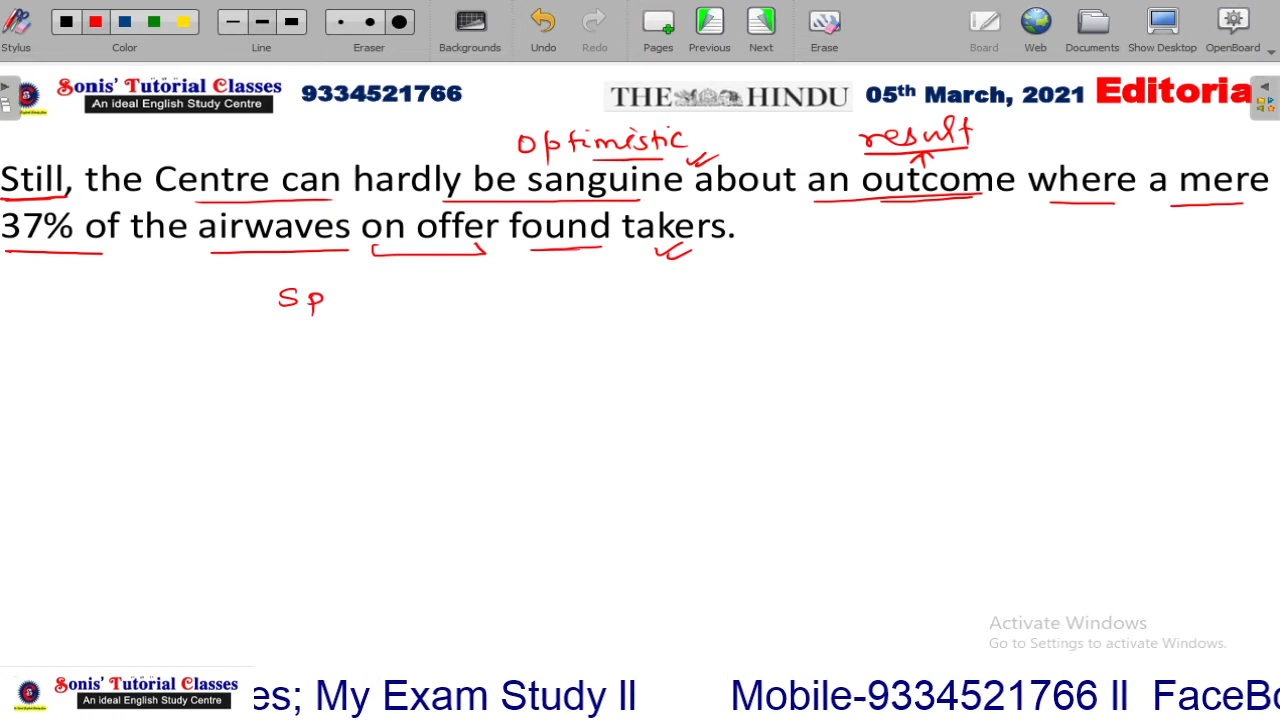 Stylus Color Line Eraser Backgrounds Undo Redo Pages Previous Next Erase Board Web Documents Show Desktop OpenBoard
Sonis' Tutorial Classes
An ideal English Study Centre
9334521766
THE HINDU
05th March, 2021
Editoria
optimistic
result
Still, the Centre can hardly be sanguine about an outcome where a mere
37% of the airwaves on offer found takers.
Sp
Activate Windows
Go to Settings to activate Windows.
Sonis' Tutorial Classes
An ideal English Study Centre
es; My Exam Study ll Mobile-9334521766 ll FaceBo